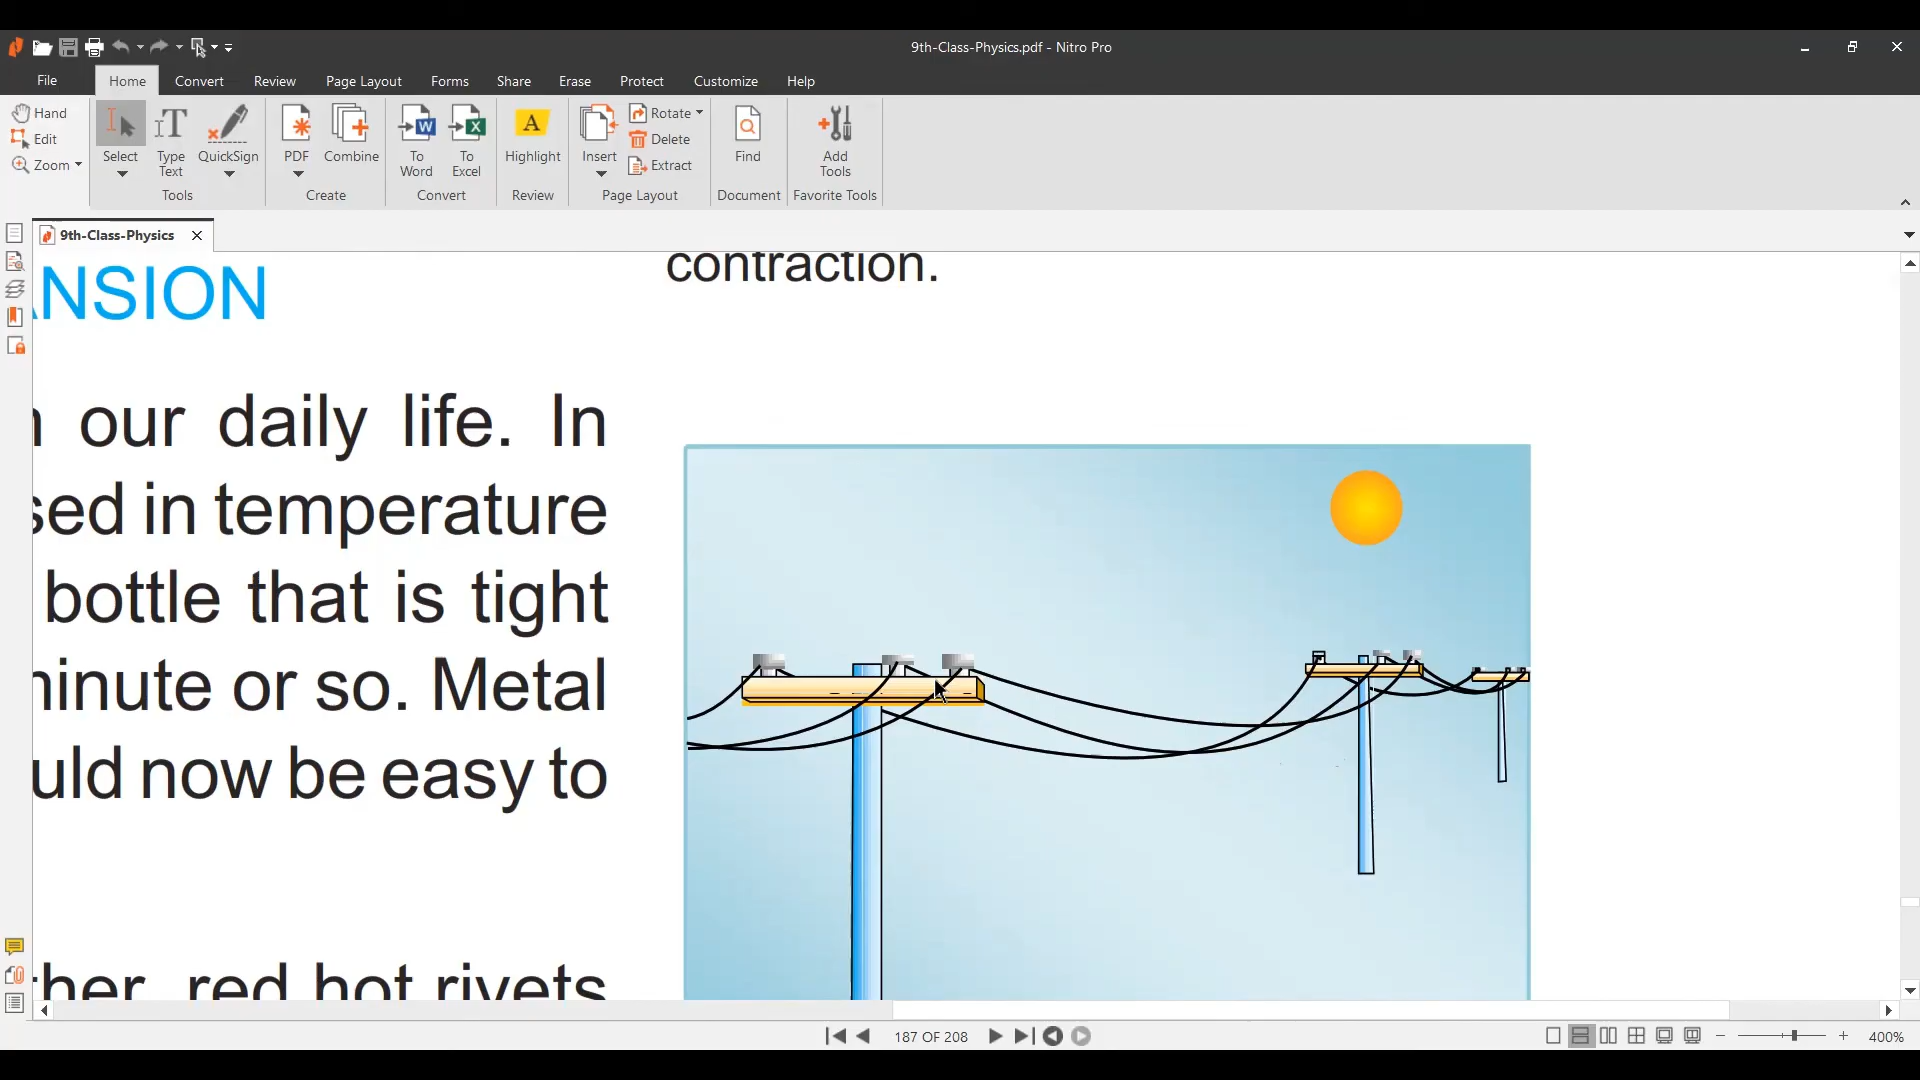 9th-Class-Physics.pdf - Nitro Pro
File Home Convert Review Page Layout Forms Share Erase Protect Customize Help
Hand
Edit
Zoom
Select
Type Text
QuickSign
Tools
PDF
Combine
Create
To Word
To Excel
Convert
Highlight
Review
Insert
Rotate
Delete
Extract
Page Layout
Find
Document
Add Tools
Favorite Tools
9th-Class-Physics
ANSION
our daily life. In
sed in temperature
bottle that is tight
minute or so. Metal
uld now be easy to
ther, red hot rivets
contraction.
187 OF 208
400%